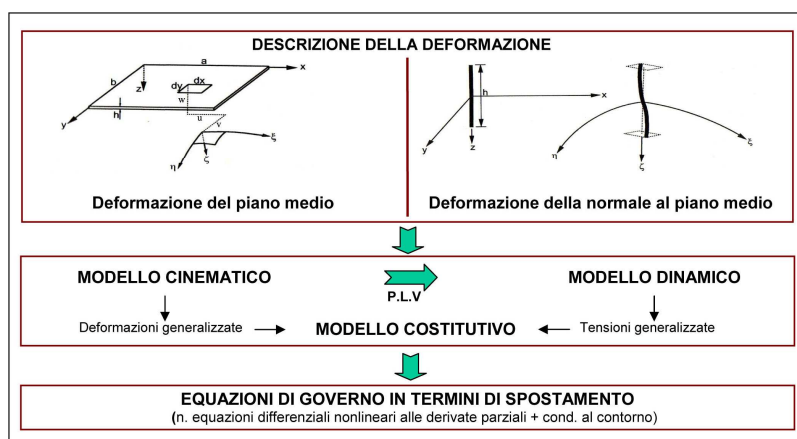 DESCRIZIONE DELLA DEFORMAZIONE
a
x
b
z
dx
dy
w
h
y
u
v
ξ
η
ζ
Deformazione del piano medio
h
x
y
z
η
ζ
ξ
Deformazione della normale al piano medio
MODELLO CINEMATICO
P.L.V
MODELLO DINAMICO
Deformazioni generalizzate
MODELLO COSTITUTIVO
Tensioni generalizzate
EQUAZIONI DI GOVERNO IN TERMINI DI SPOSTAMENTO
(n. equazioni differenziali nonlineari alle derivate parziali + cond. al contorno)